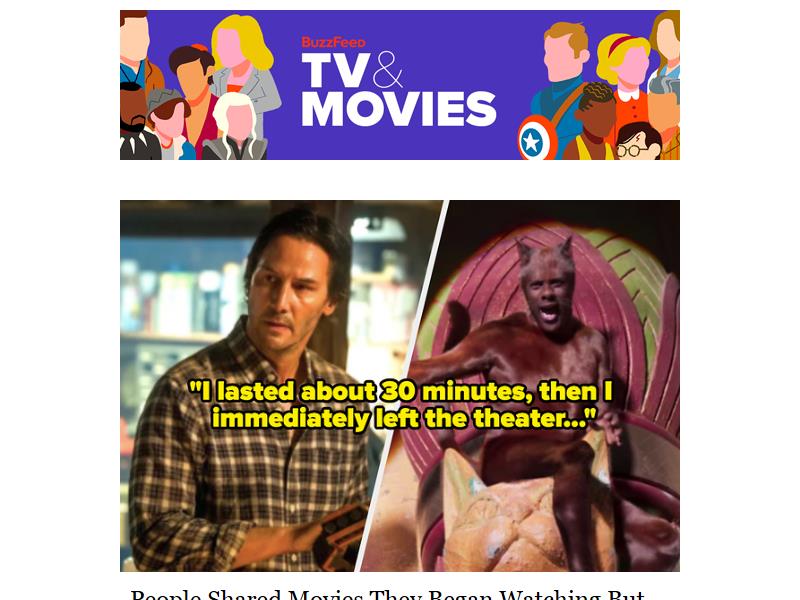 BuzzFeed
TV&
MOVIES
"I lasted about 30 minutes, then I
immediately left the theater..."
People Shared Movies They Began Watching But